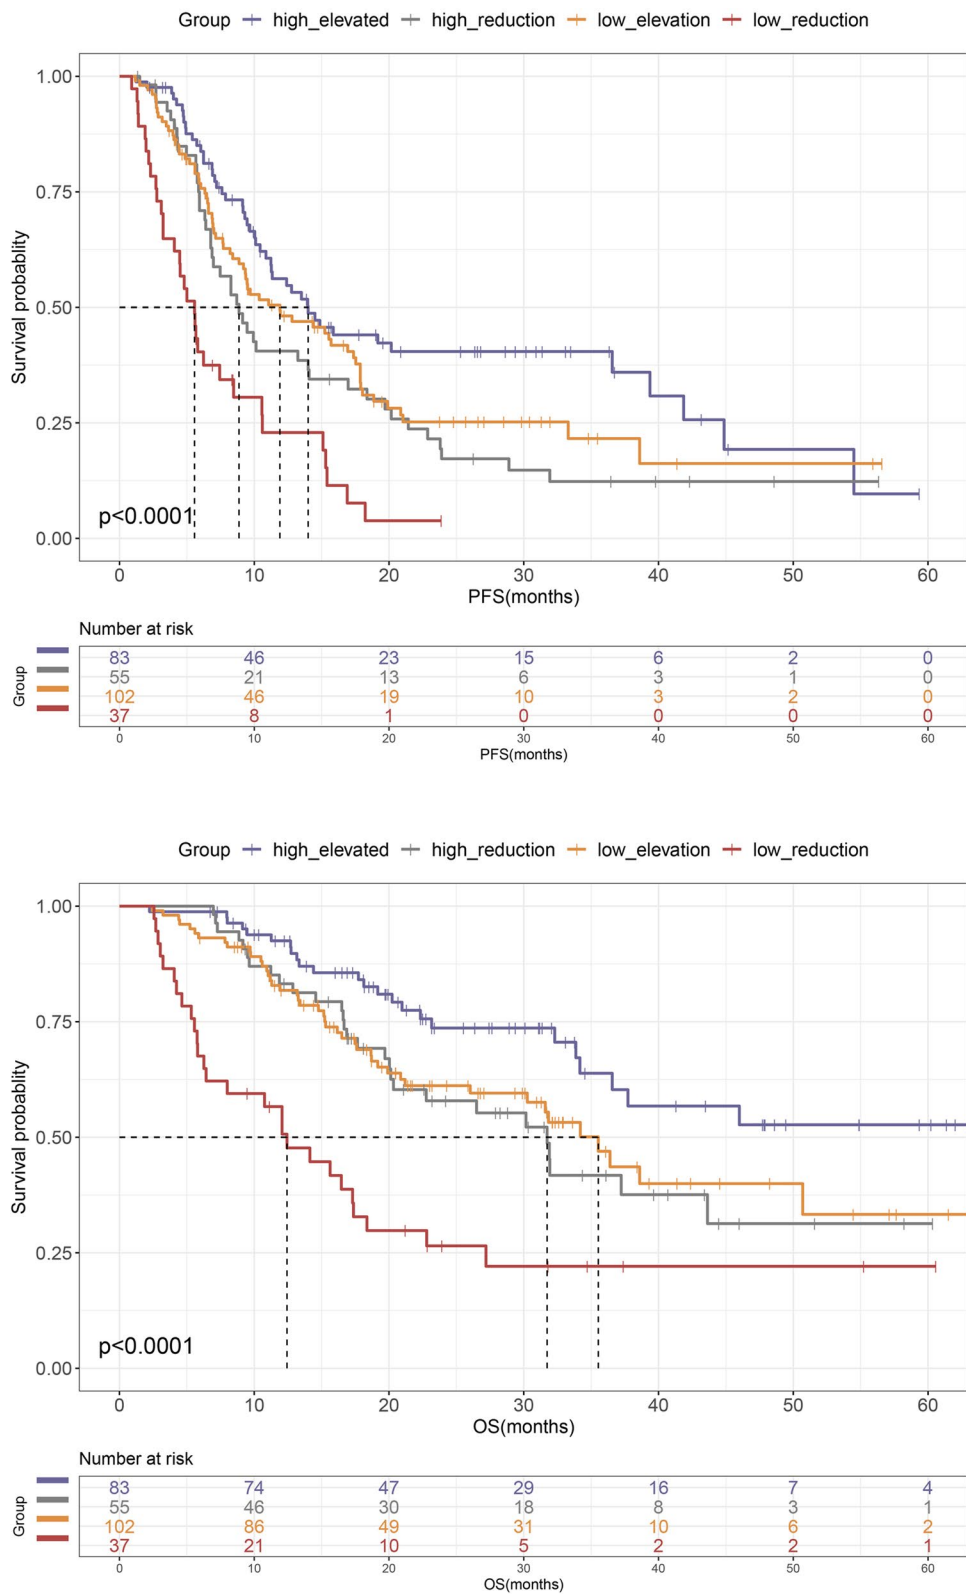 Group high_elevated high_reduction low_elevation low_reduction
1.00
0.75
0.50
0.25
0.00
Survival probablity
p<0.0001
0 10 20 30 40 50 60
PFS(months)
Number at risk
Group
83 46 23 15 6 2 0
55 21 13 6 3 1 0
102 46 19 10 3 2 0
37 8 1 0 0 0 0
0 10 20 30 40 50 60
PFS(months)
Group high_elevated high_reduction low_elevation low_reduction
1.00
0.75
0.50
0.25
0.00
Survival probablity
p<0.0001
0 10 20 30 40 50 60
OS(months)
Number at risk
Group
83 74 47 29 16 7 4
55 46 30 18 8 3 1
102 86 49 31 10 6 2
37 21 10 5 2 2 1
0 10 20 30 40 50 60
OS(months)